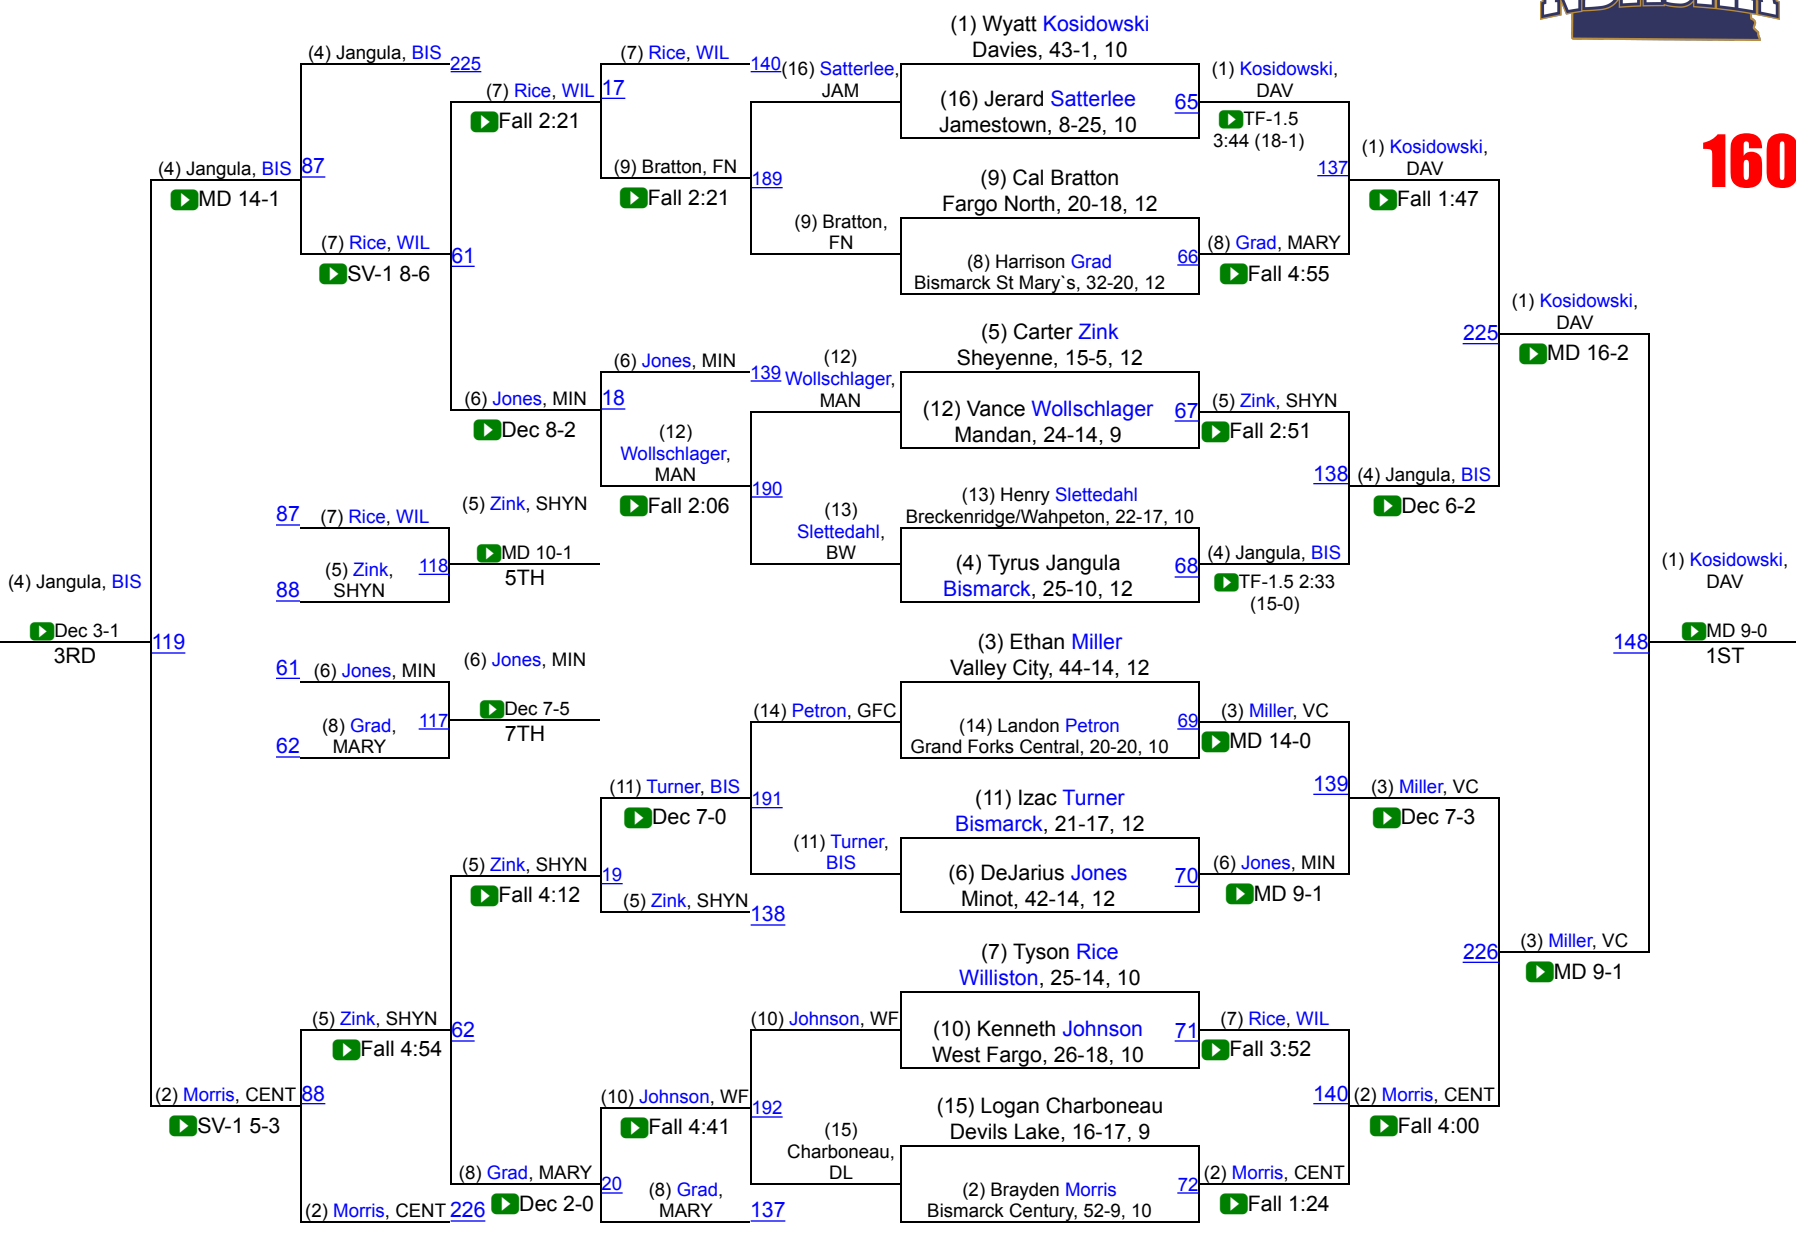 NDHSAA
160
(1) Wyatt Kosidowski
Davies, 43-1, 10
(16) Jerard Satterlee
Jamestown, 8-25, 10
65
(9) Cal Bratton
Fargo North, 20-18, 12
(8) Harrison Grad
Bismarck St Mary`s, 32-20, 12
66
(5) Carter Zink
Sheyenne, 15-5, 12
(12) Vance Wollschlager
Mandan, 24-14, 9
67
(13) Henry Slettedahl
Breckenridge/Wahpeton, 22-17, 10
(4) Tyrus Jangula
Bismarck, 25-10, 12
68
(3) Ethan Miller
Valley City, 44-14, 12
(14) Landon Petron
Grand Forks Central, 20-20, 10
69
(11) Izac Turner
Bismarck, 21-17, 12
(6) DeJarius Jones
Minot, 42-14, 12
70
(7) Tyson Rice
Williston, 25-14, 10
(10) Kenneth Johnson
West Fargo, 26-18, 10
71
(15) Logan Charboneau
Devils Lake, 16-17, 9
(2) Brayden Morris
Bismarck Century, 52-9, 10
72
(1) Kosidowski,
DAV
TF-1.5
3:44 (18-1)
137
(8) Grad, MARY
Fall 4:55
(5) Zink, SHYN
Fall 2:51
138
(4) Jangula, BIS
TF-1.5 2:33
(15-0)
(3) Miller, VC
MD 14-0
139
(6) Jones, MIN
MD 9-1
(7) Rice, WIL
Fall 3:52
140
(2) Morris, CENT
Fall 1:24
(1) Kosidowski,
DAV
Fall 1:47
225
(4) Jangula, BIS
Dec 6-2
(3) Miller, VC
Dec 7-3
226
(2) Morris, CENT
Fall 4:00
(1) Kosidowski,
DAV
MD 16-2
148
(3) Miller, VC
MD 9-1
(1) Kosidowski,
DAV
MD 9-0
1ST
(16) Satterlee,
JAM
189
(9) Bratton,
FN
(12)
Wollschlager,
MAN
190
(13)
Slettedahl,
BW
(14) Petron, GFC
191
(11) Turner,
BIS
(10) Johnson, WF
192
(15)
Charboneau,
DL
(7) Rice, WIL
140
17
(9) Bratton, FN
Fall 2:21
(6) Jones, MIN
139
18
(12)
Wollschlager,
MAN
Fall 2:06
(11) Turner, BIS
Dec 7-0
19
(5) Zink, SHYN
138
(10) Johnson, WF
Fall 4:41
20
(8) Grad,
MARY
137
(7) Rice, WIL
Fall 2:21
61
(6) Jones, MIN
Dec 8-2
(5) Zink, SHYN
Fall 4:12
62
(8) Grad, MARY
Dec 2-0
(4) Jangula, BIS
225
87
(7) Rice, WIL
SV-1 8-6
(5) Zink, SHYN
Fall 4:54
88
(2) Morris, CENT
226
(4) Jangula, BIS
MD 14-1
119
(2) Morris, CENT
SV-1 5-3
(4) Jangula, BIS
Dec 3-1
3RD
87
(7) Rice, WIL
88
(5) Zink,
SHYN
118
(5) Zink, SHYN
MD 10-1
5TH
61
(6) Jones, MIN
62
(8) Grad,
MARY
117
(6) Jones, MIN
Dec 7-5
7TH